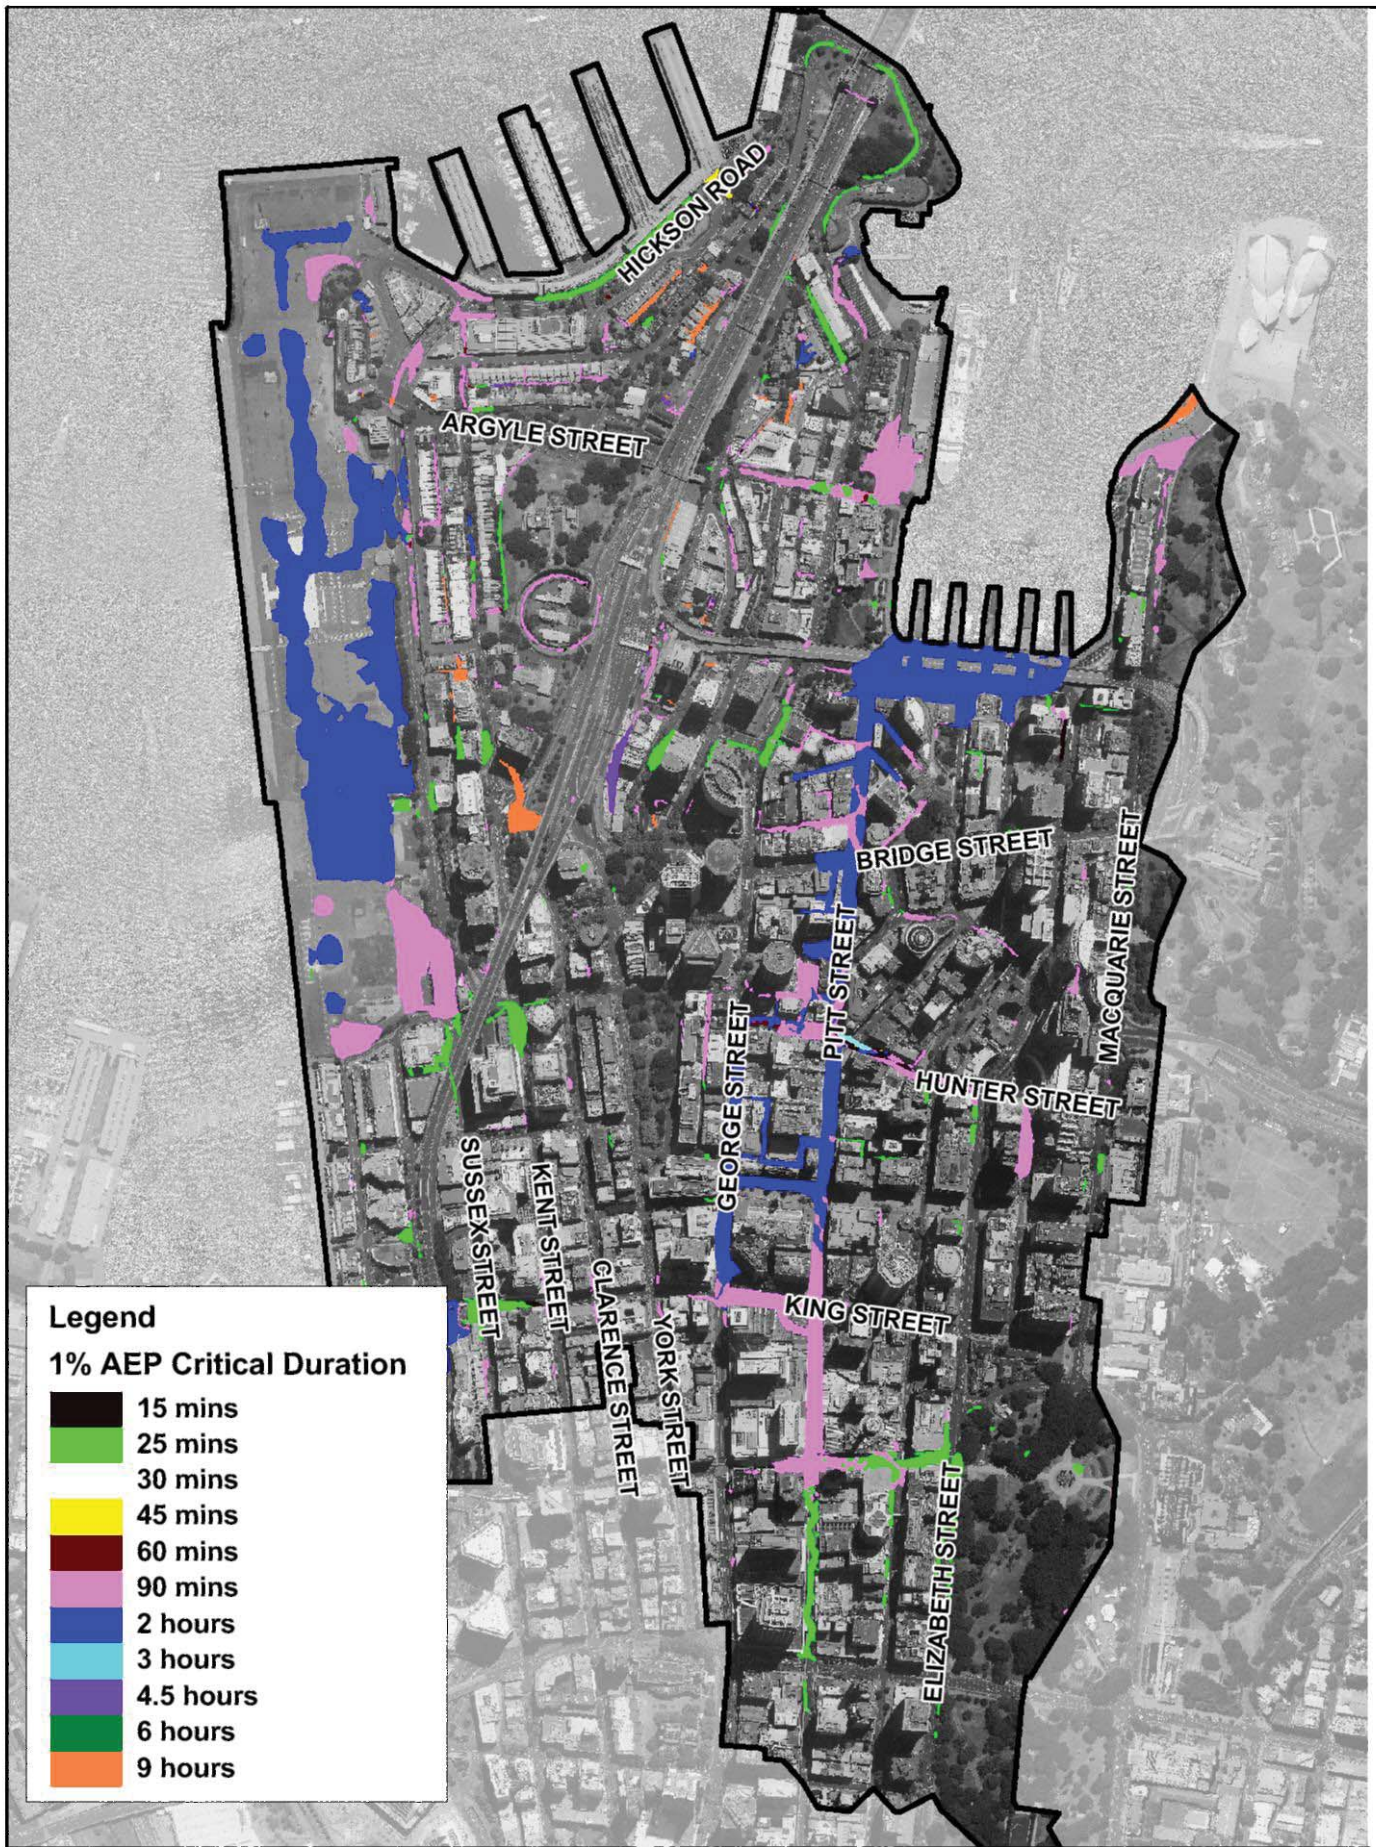 HICKSON ROAD
ARGYLE STREET
BRIDGE STREET
MACQUARIE STREET
PITT STREET
GEORGE STREET
HUNTER STREET
SUSSEX STREET
KENT STREET
CLARENCE STREET
YORK STREET
KING STREET
ELIZABETH STREET
Legend
1% AEP Critical Duration
15 mins
25 mins
30 mins
45 mins
60 mins
90 mins
2 hours
3 hours
4.5 hours
6 hours
9 hours